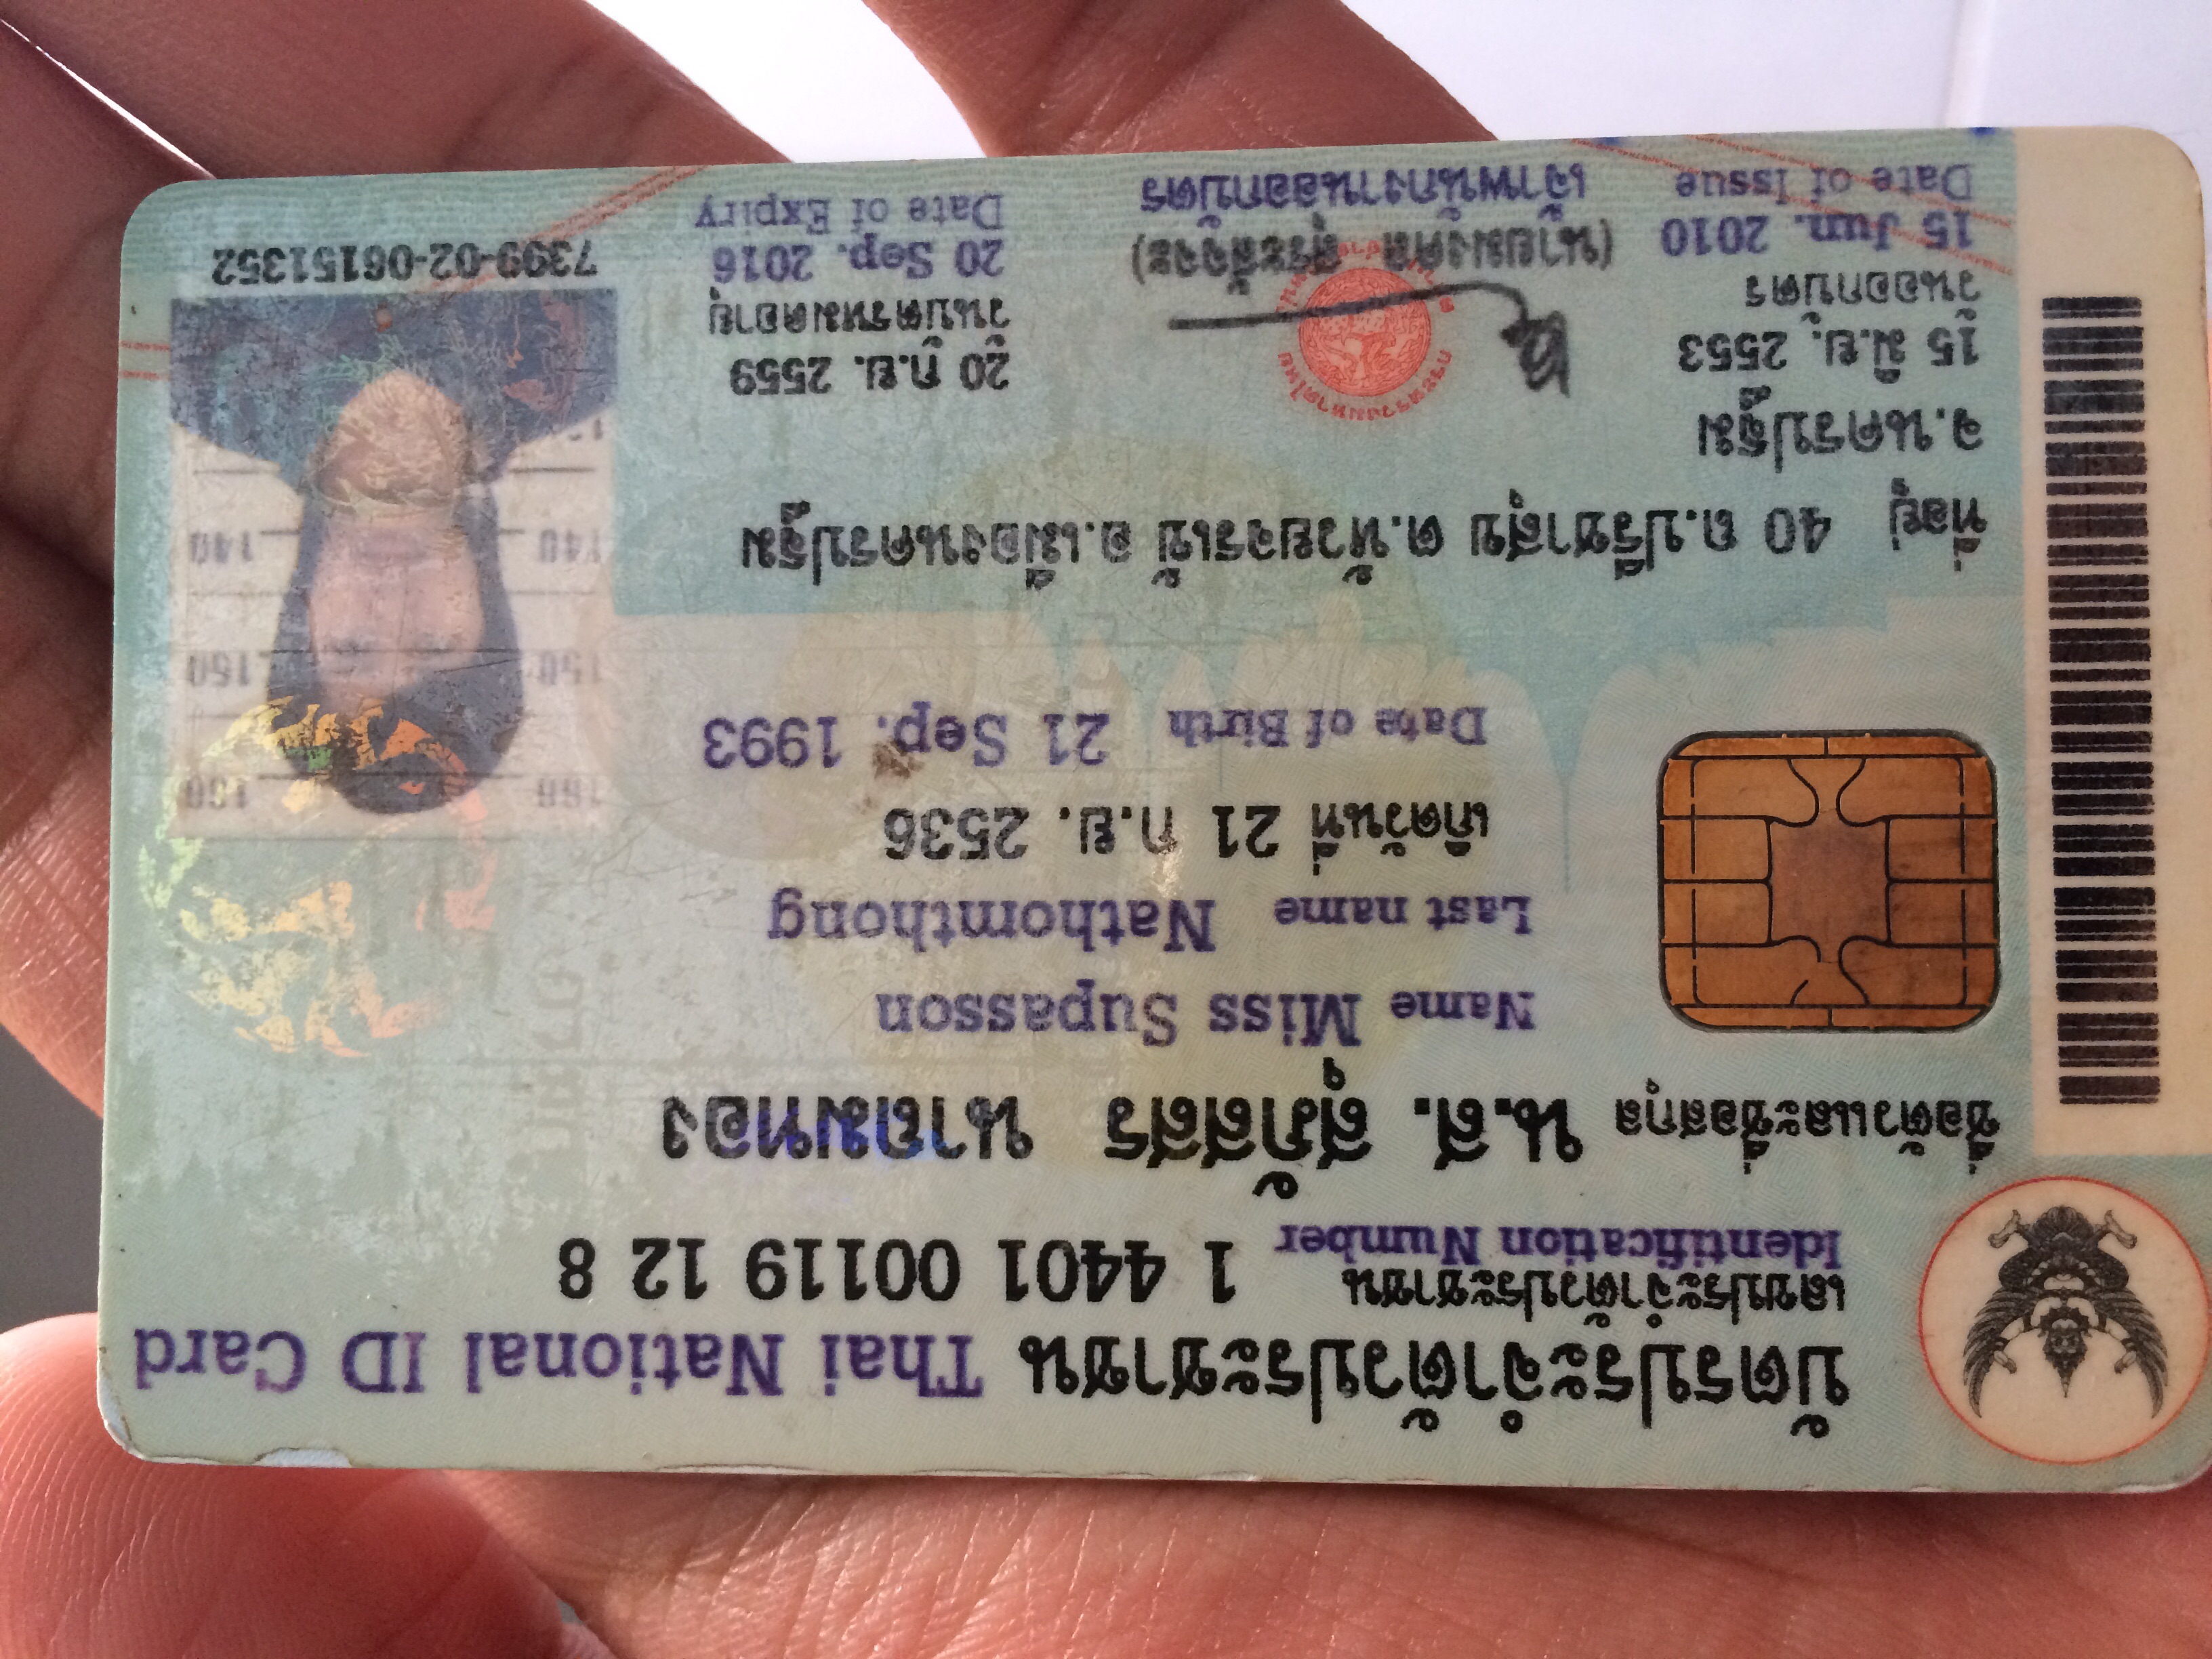 บัตรประจำตัวประชาชน Thai National ID Card
เลขประจำตัวประชาชน 1 4401 00119 12 8
Identification Number
ชื่อตัวและชื่อสกุล น.ส. สุภัสสร นาถมทอง
Name Miss Supasson
Last name Nathomthong
เกิดวันที่ 21 ก.ย. 2536
Date of Birth 21 Sep. 1993
160 160
150 150
140 140
ที่อยู่ 40 ถ.ปรีชาสุข ต.ห้วยจรเข้ อ.เมืองนครปฐม
จ.นครปฐม
15 มิ.ย. 2553
วันออกบัตร
15 Jun. 2010
Date of Issue
(นายมงคล สุระสัจจะ)
เจ้าพนักงานออกบัตร
20 ก.ย. 2559
วันบัตรหมดอายุ
20 Sep. 2016
Date of Expiry
7399-02-06151352